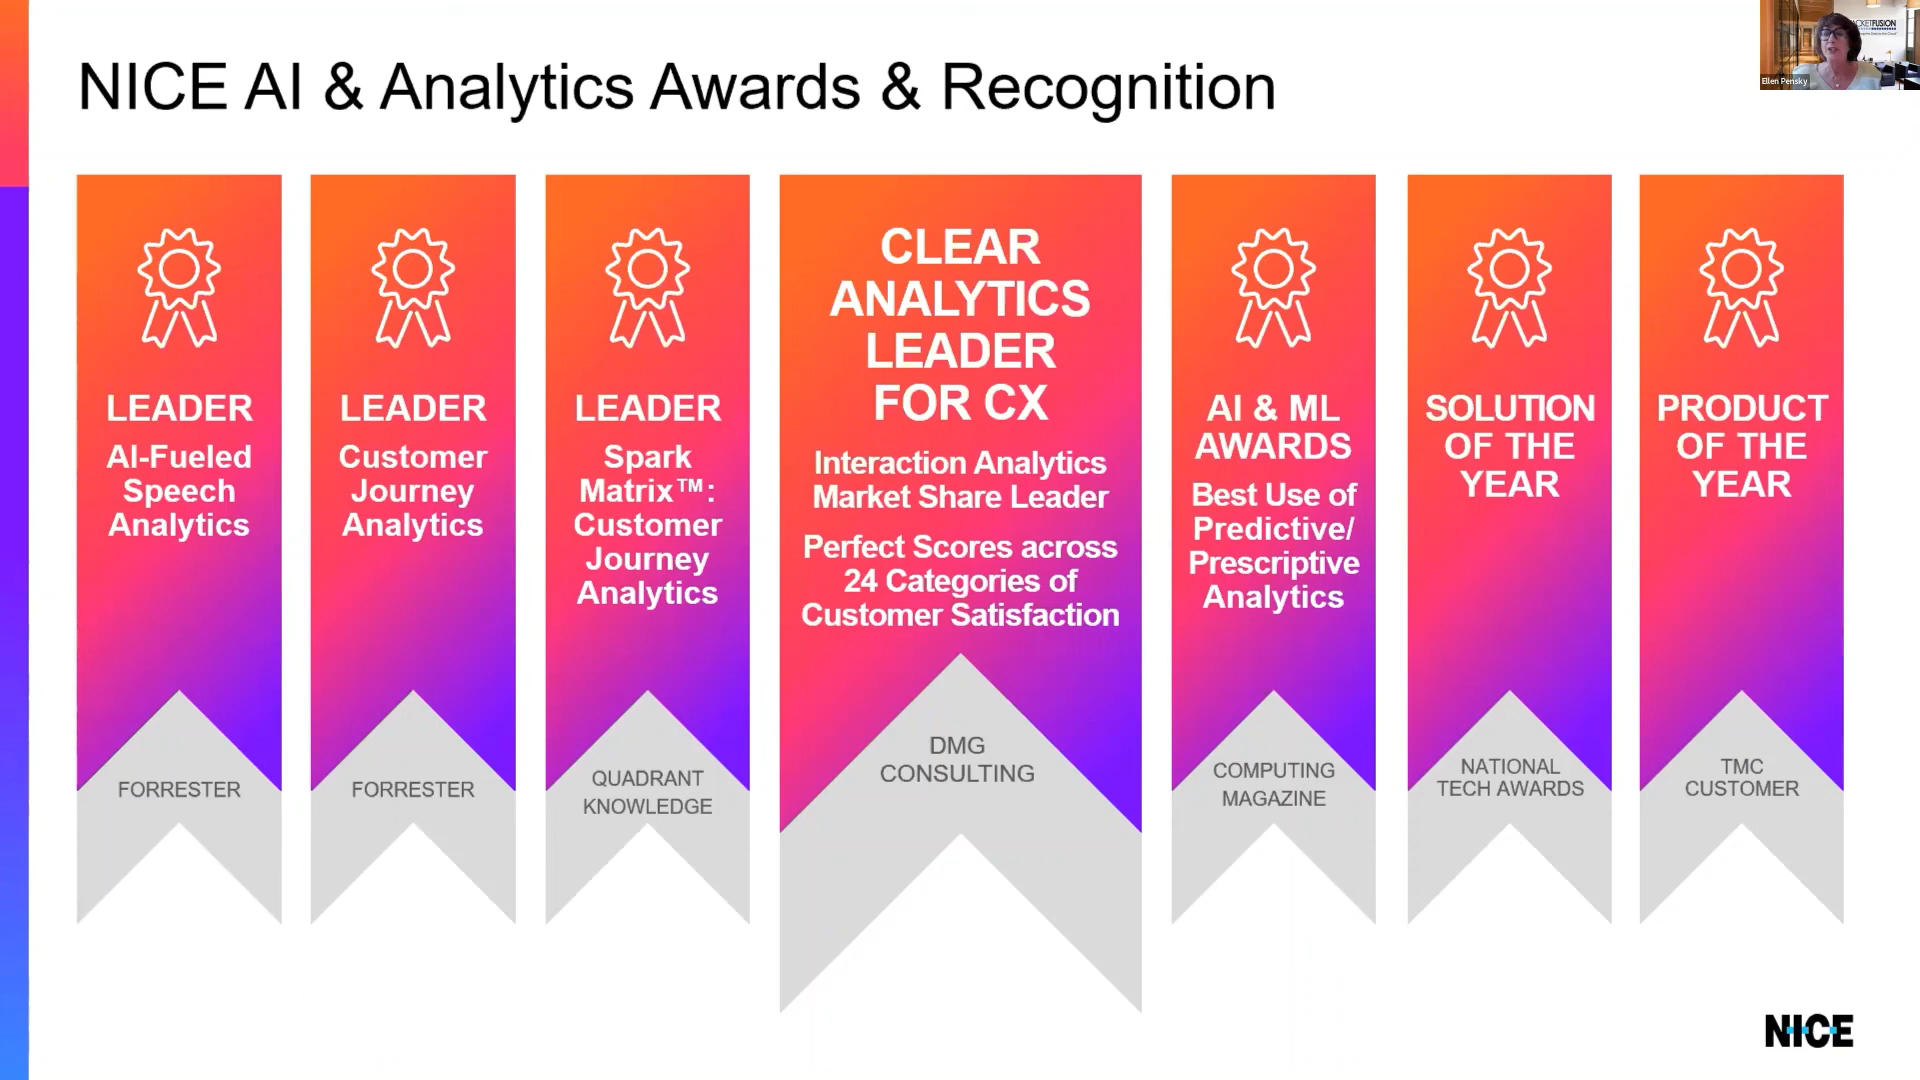 NICE AI & Analytics Awards & Recognition
LEADER
AI-Fueled
Speech
Analytics
FORRESTER
LEADER
Customer
Journey
Analytics
FORRESTER
LEADER
Spark
Matrix™:
Customer
Journey
Analytics
QUADRANT
KNOWLEDGE
CLEAR
ANALYTICS
LEADER
FOR CX
Interaction Analytics
Market Share Leader
Perfect Scores across
24 Categories of
Customer Satisfaction
DMG
CONSULTING
AI & ML
AWARDS
Best Use of
Predictive/
Prescriptive
Analytics
COMPUTING
MAGAZINE
SOLUTION
OF THE
YEAR
NATIONAL
TECH AWARDS
PRODUCT
OF THE
YEAR
TMC
CUSTOMER
Ellen Pensky
NICE